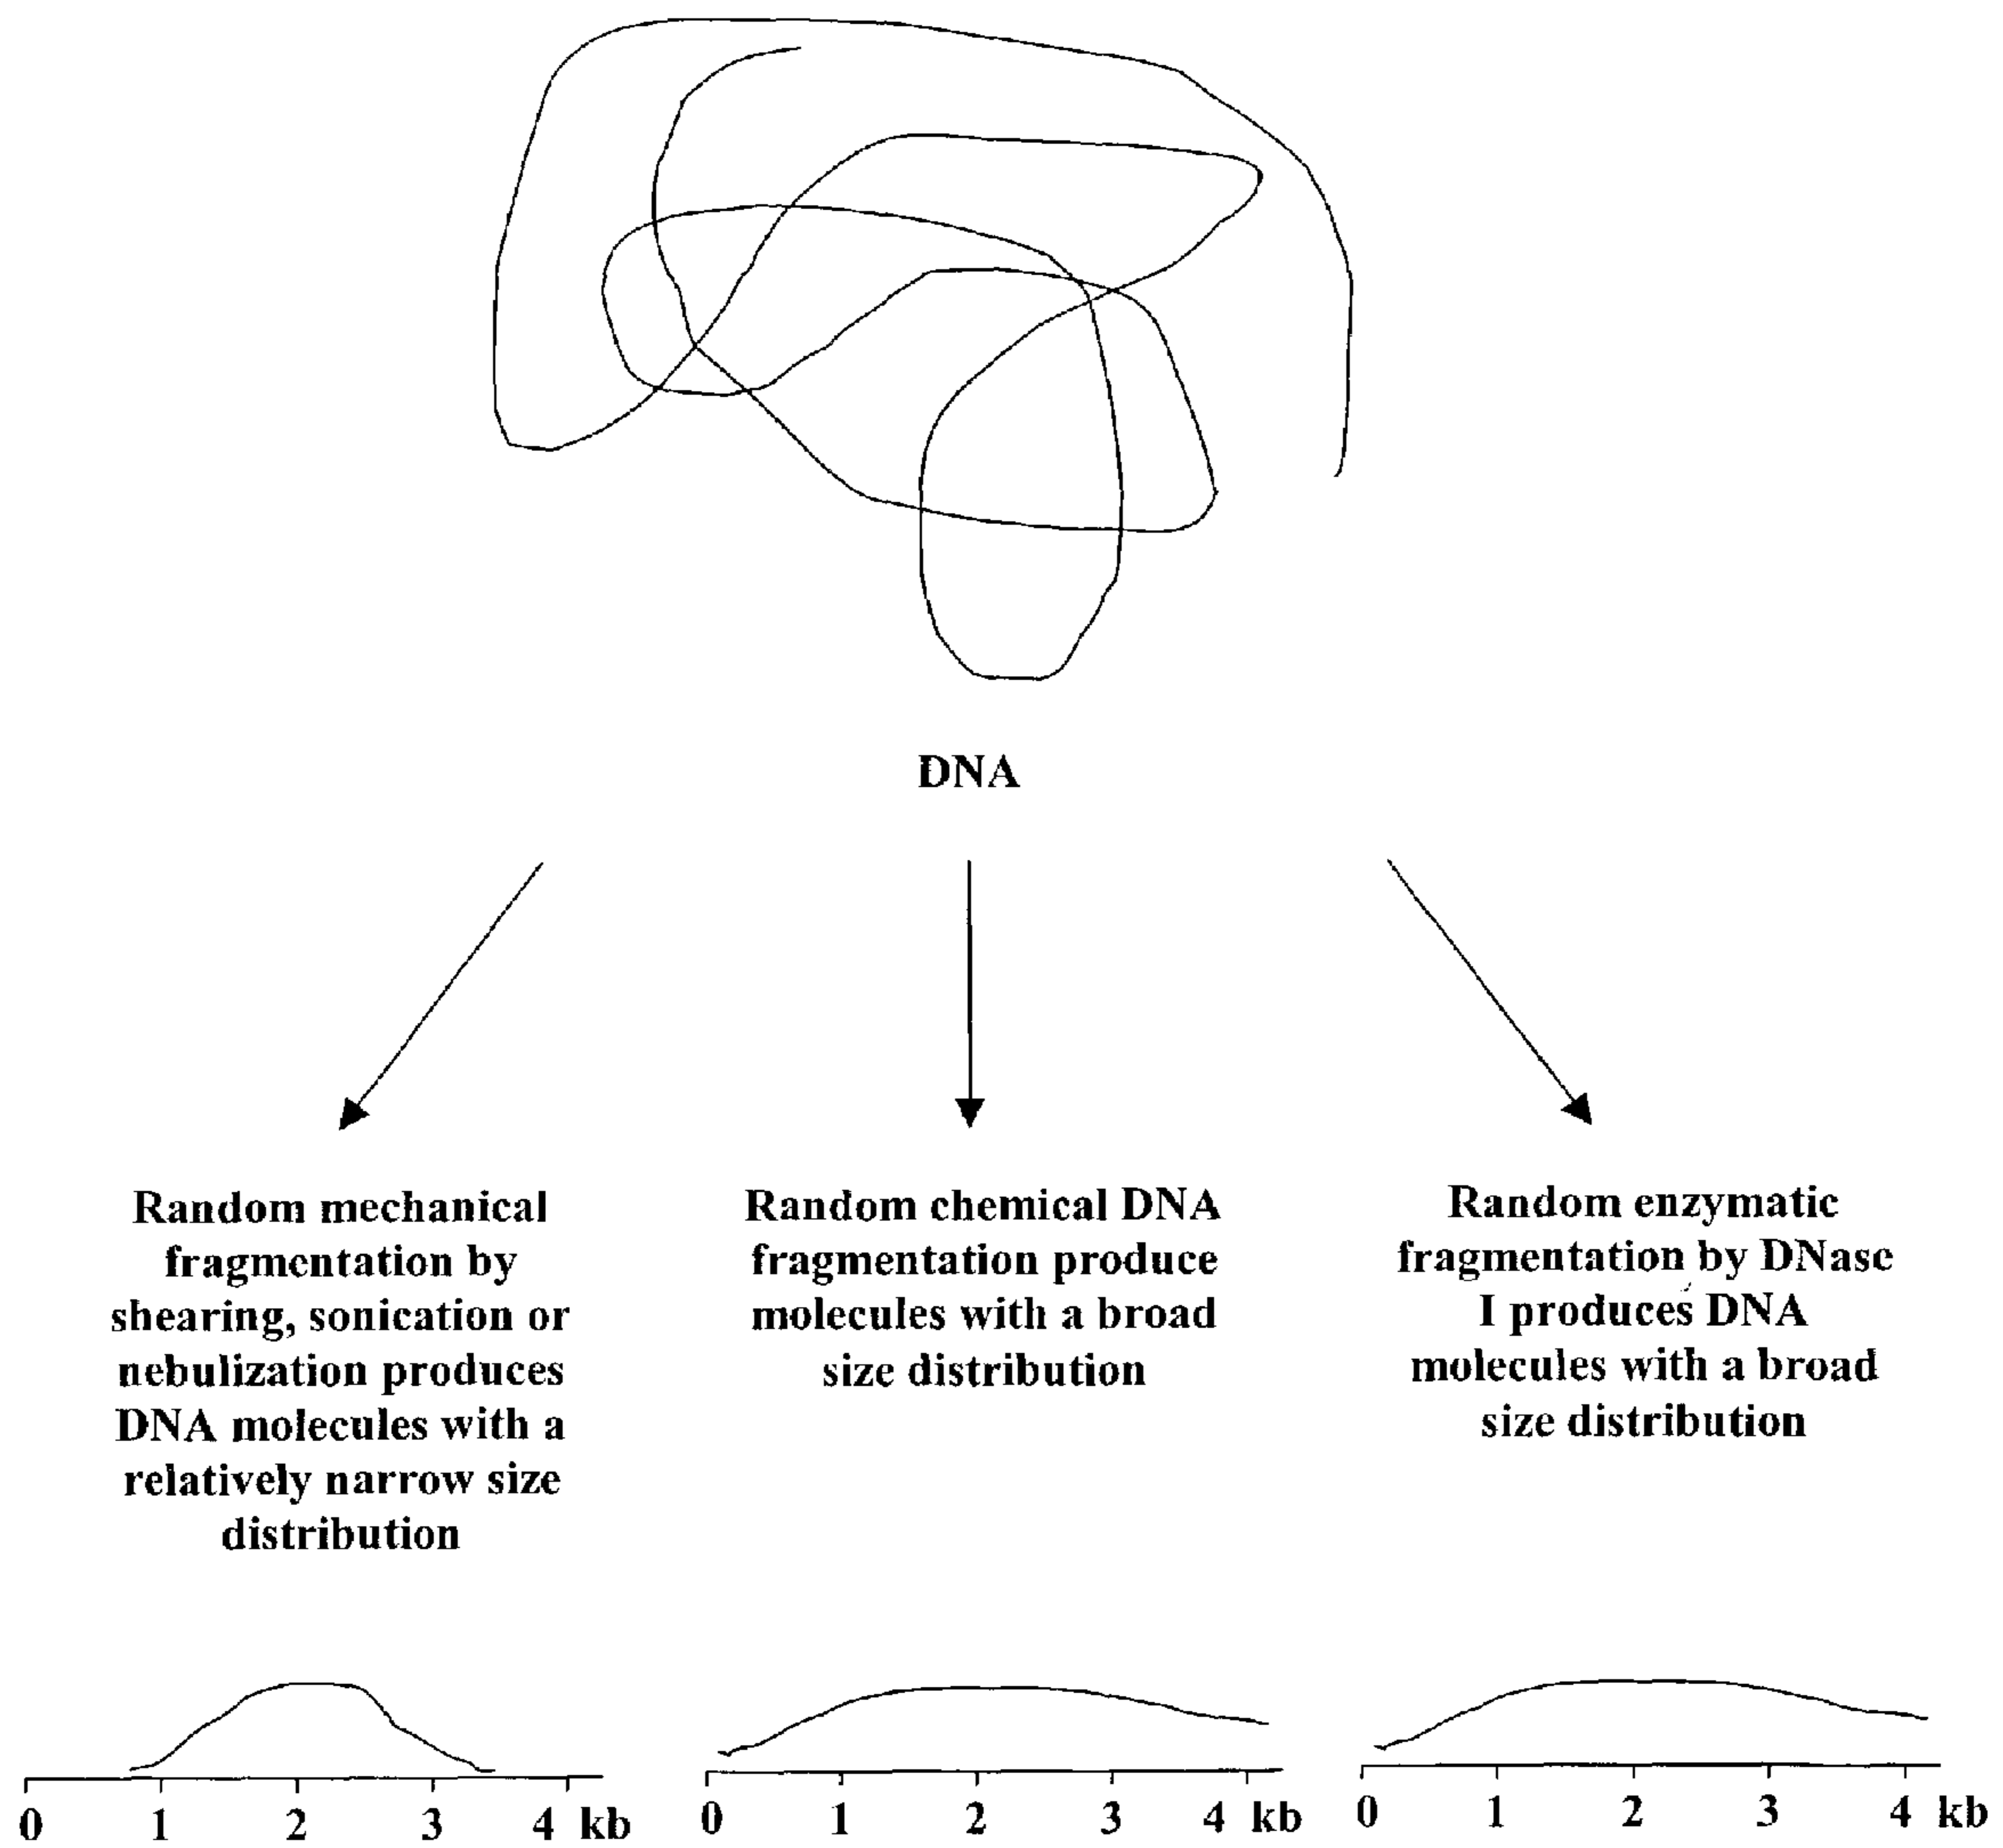 DNA
Random mechanical
fragmentation by
shearing, sonication or
nebulization produces
DNA molecules with a
relatively narrow size
distribution
Random chemical DNA
fragmentation produce
molecules with a broad
size distribution
Random enzymatic
fragmentation by DNase
I produces DNA
molecules with a broad
size distribution
0 1 2 3 4 kb
0 1 2 3 4 kb
0 1 2 3 4 kb